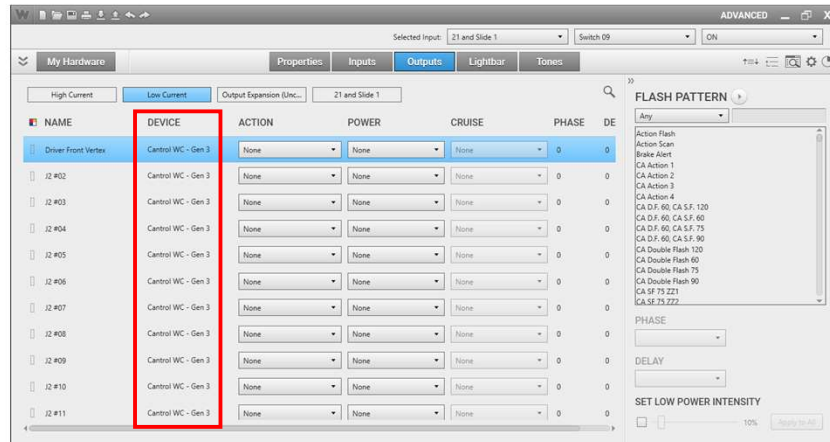 W ADVANCED
Selected Input: 21 and Slide 1 Switch 09 ON
My Hardware Properties Inputs Outputs Lightbar Tones
High Current Low Current Output Expansion (Unc... 21 and Slide 1
NAME DEVICE ACTION POWER CRUISE PHASE DE
Driver Front Vertex Cantrol WC - Gen 3 None None None 0 0
J2 #02 Cantrol WC - Gen 3 None None None 0 0
J2 #03 Cantrol WC - Gen 3 None None None 0 0
J2 #04 Cantrol WC - Gen 3 None None None 0 0
J2 #05 Cantrol WC - Gen 3 None None None 0 0
J2 #06 Cantrol WC - Gen 3 None None None 0 0
J2 #07 Cantrol WC - Gen 3 None None None 0 0
J2 #08 Cantrol WC - Gen 3 None None None 0 0
J2 #09 Cantrol WC - Gen 3 None None None 0 0
J2 #10 Cantrol WC - Gen 3 None None None 0 0
J2 #11 Cantrol WC - Gen 3 None None None 0 0
FLASH PATTERN
Any
Action Flash
Action Scan
Brake Alert
CA Action 1
CA Action 2
CA Action 3
CA Action 4
CA D.F. 60, CA S.F. 120
CA D.F. 60, CA S.F. 60
CA D.F. 60, CA S.F. 75
CA D.F. 60, CA S.F. 90
CA Double Flash 120
CA Double Flash 60
CA Double Flash 75
CA Double Flash 90
CA SF 75 ZZ1
CA SF 75 ZZ2
PHASE
DELAY
SET LOW POWER INTENSITY
10% Apply to All